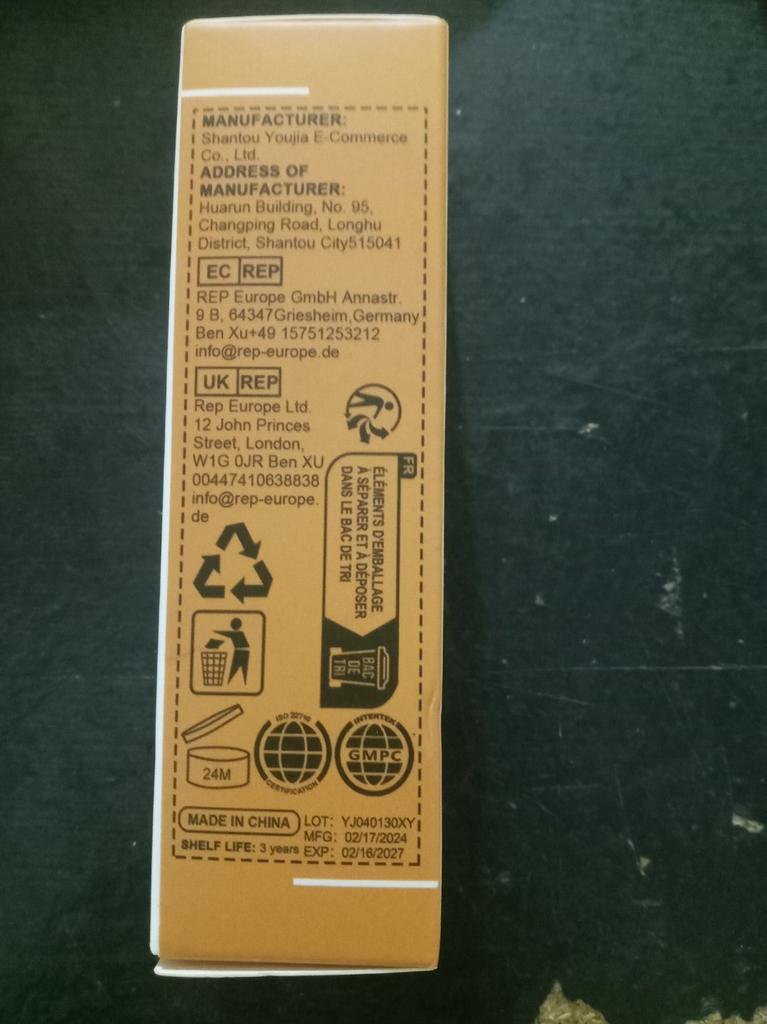 MANUFACTURER:
Shantou Youjia E-Commerce
Co., Ltd.
ADDRESS OF
MANUFACTURER:
Huarun Building, No. 95,
Changping Road, Longhu
District, Shantou City515041
EC REP
REP Europe GmbH Annastr.
9 B, 64347Griesheim,Germany
Ben Xu+49 15751253212
info@rep-europe.de
UK REP
Rep Europe Ltd.
12 John Princes
Street, London,
W1G 0JR Ben XU
00447410638838
info@rep-europe.
de
FR
ÉLÉMENTS D'EMBALLAGE
À SÉPARER ET À DÉPOSER
DANS LE BAC DE TRI
BAC
DE
TRI
24M
ISO 22716
CERTIFICATION
INTERTEK
GMPC
MADE IN CHINA
SHELF LIFE: 3 years
LOT: YJ040130XY
MFG: 02/17/2024
EXP: 02/16/2027